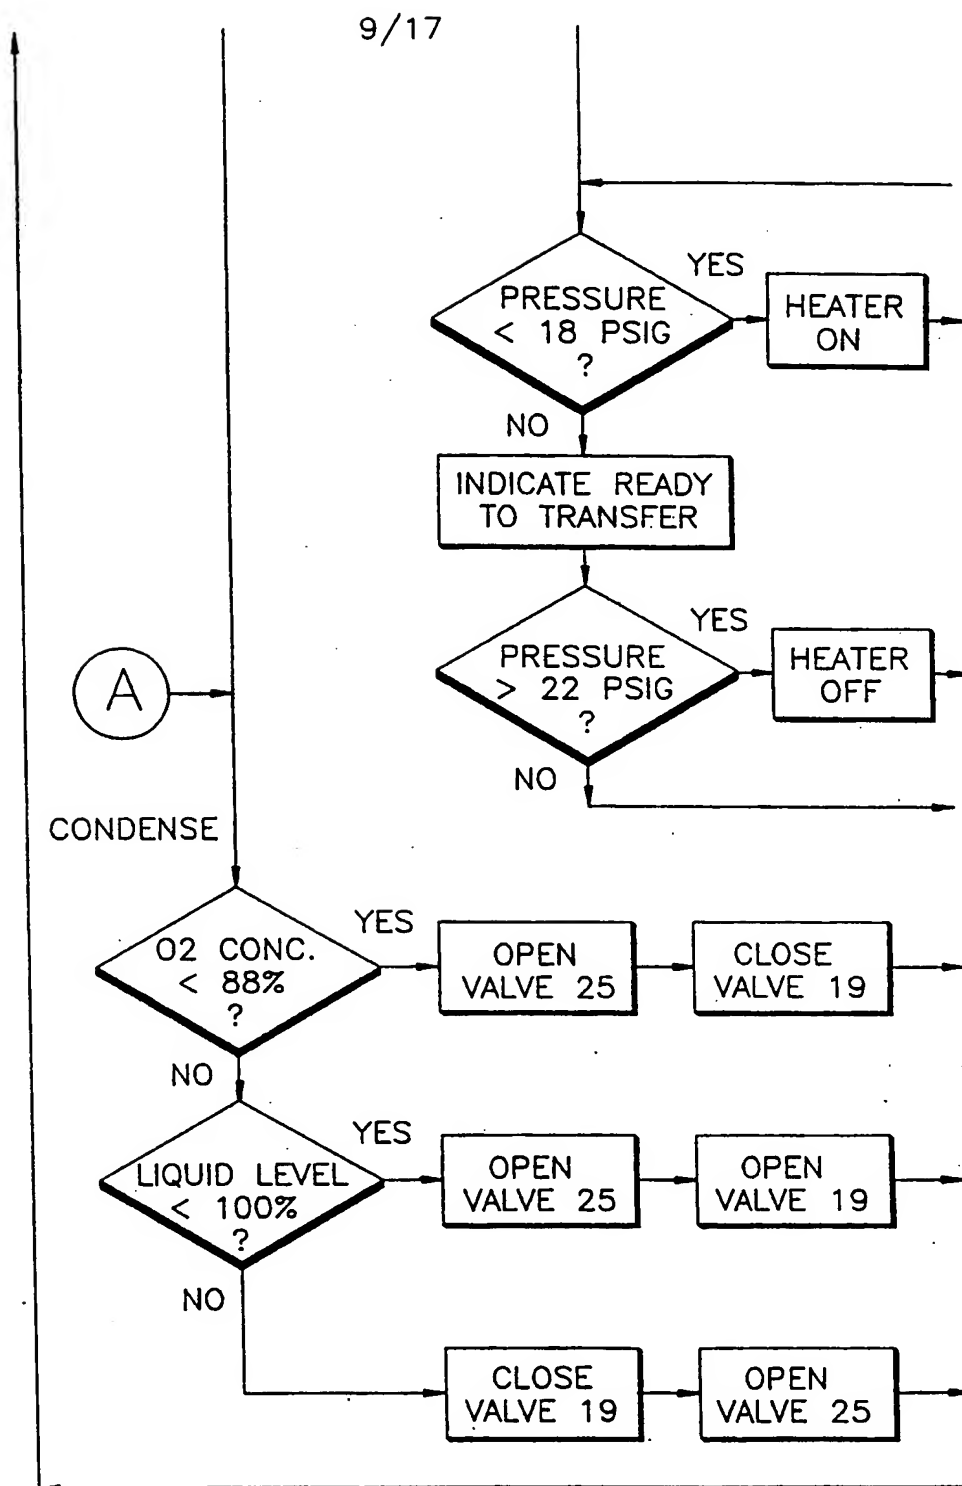 9/17
YES
PRESSURE
< 18 PSIG
?
HEATER
ON
NO
INDICATE READY
TO TRANSFER
YES
PRESSURE
> 22 PSIG
?
HEATER
OFF
NO
A
CONDENSE
YES
O2 CONC.
< 88%
?
OPEN
VALVE 25
CLOSE
VALVE 19
NO
YES
LIQUID LEVEL
< 100%
?
OPEN
VALVE 25
OPEN
VALVE 19
NO
CLOSE
VALVE 19
OPEN
VALVE 25